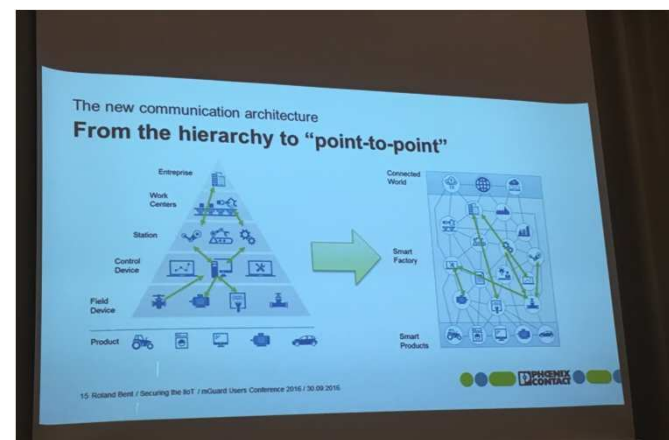 The new communication architecture
From the hierarchy to “point-to-point”
Entreprise
Work
Centers
Station
Control
Device
Field
Device
Product
Connected
World
Smart
Factory
Smart
Products
15 Roland Bent / Securing the IIoT / mGuard Users Conference 2016 / 30.09.2016
PHŒNIX
CONTACT